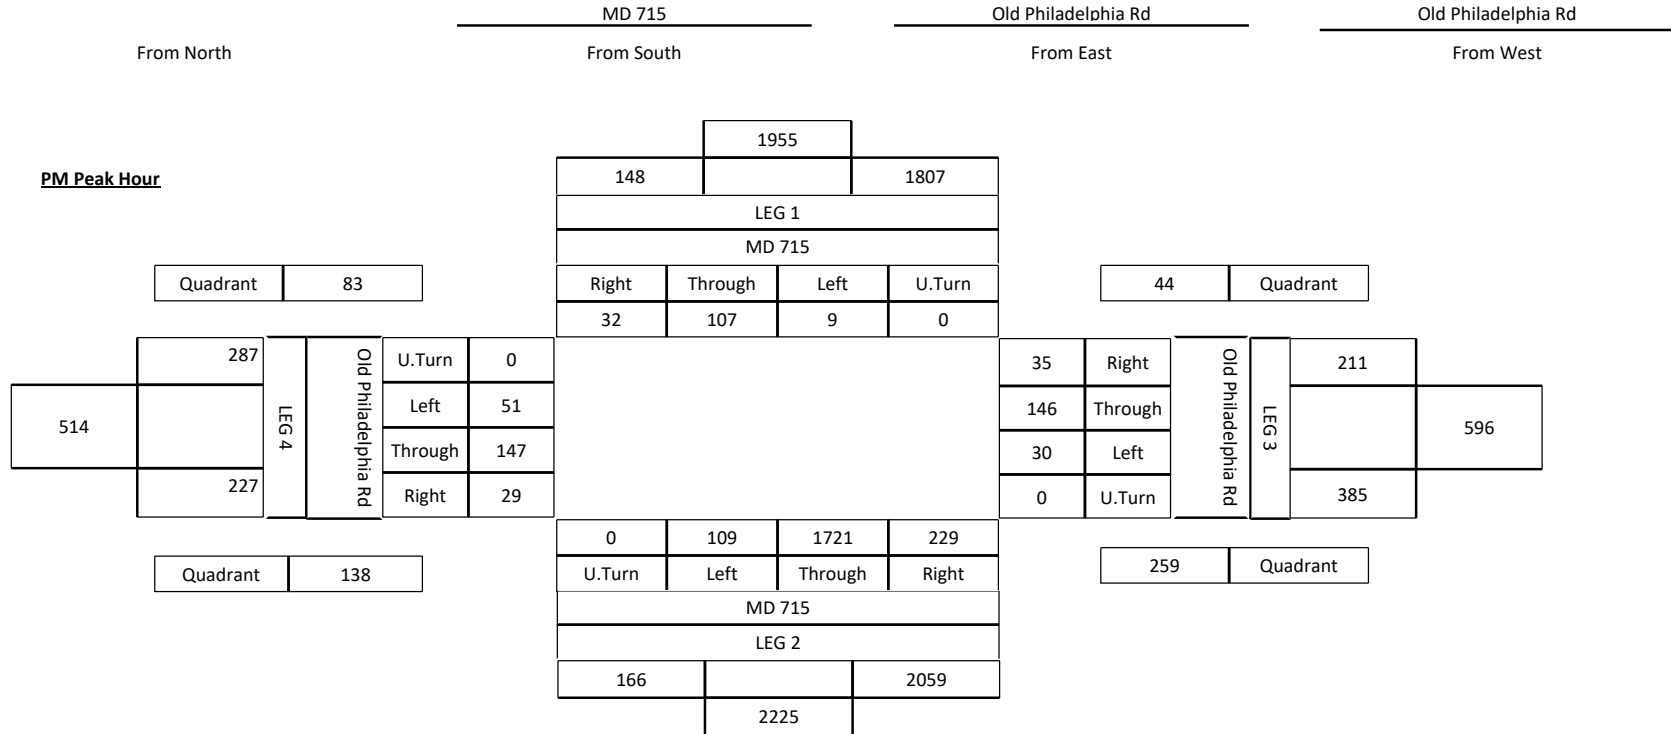 MD 715 Old Philadelphia Rd Old Philadelphia Rd
From North From South From East From West
1955
PM Peak Hour
148 1807
LEG 1
MD 715
Quadrant 83
Right Through Left U.Turn
44 Quadrant
32 107 9 0
287
U.Turn 0
35 Right
211
514
LEG 4
Old Philadelphia Rd
Left 51
146 Through
Old Philadelphia Rd
LEG 3
596
Through 147
30 Left
227
Right 29
0 U.Turn
385
0 109 1721 229
Quadrant 138
U.Turn Left Through Right
259 Quadrant
MD 715
LEG 2
166 2059
2225